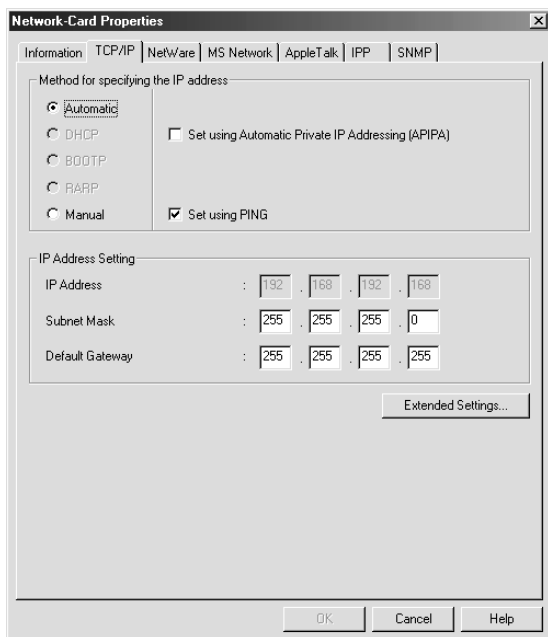 Network-Card Properties
Information TCP/IP NetWare MS Network AppleTalk IPP SNMP
Method for specifying the IP address
Automatic
DHCP Set using Automatic Private IP Addressing (APIPA)
BOOTP
RARP
Manual Set using PING
IP Address Setting
IP Address : 192 . 168 . 192 . 168
Subnet Mask : 255 . 255 . 255 . 0
Default Gateway : 255 . 255 . 255 . 255
Extended Settings...
OK Cancel Help